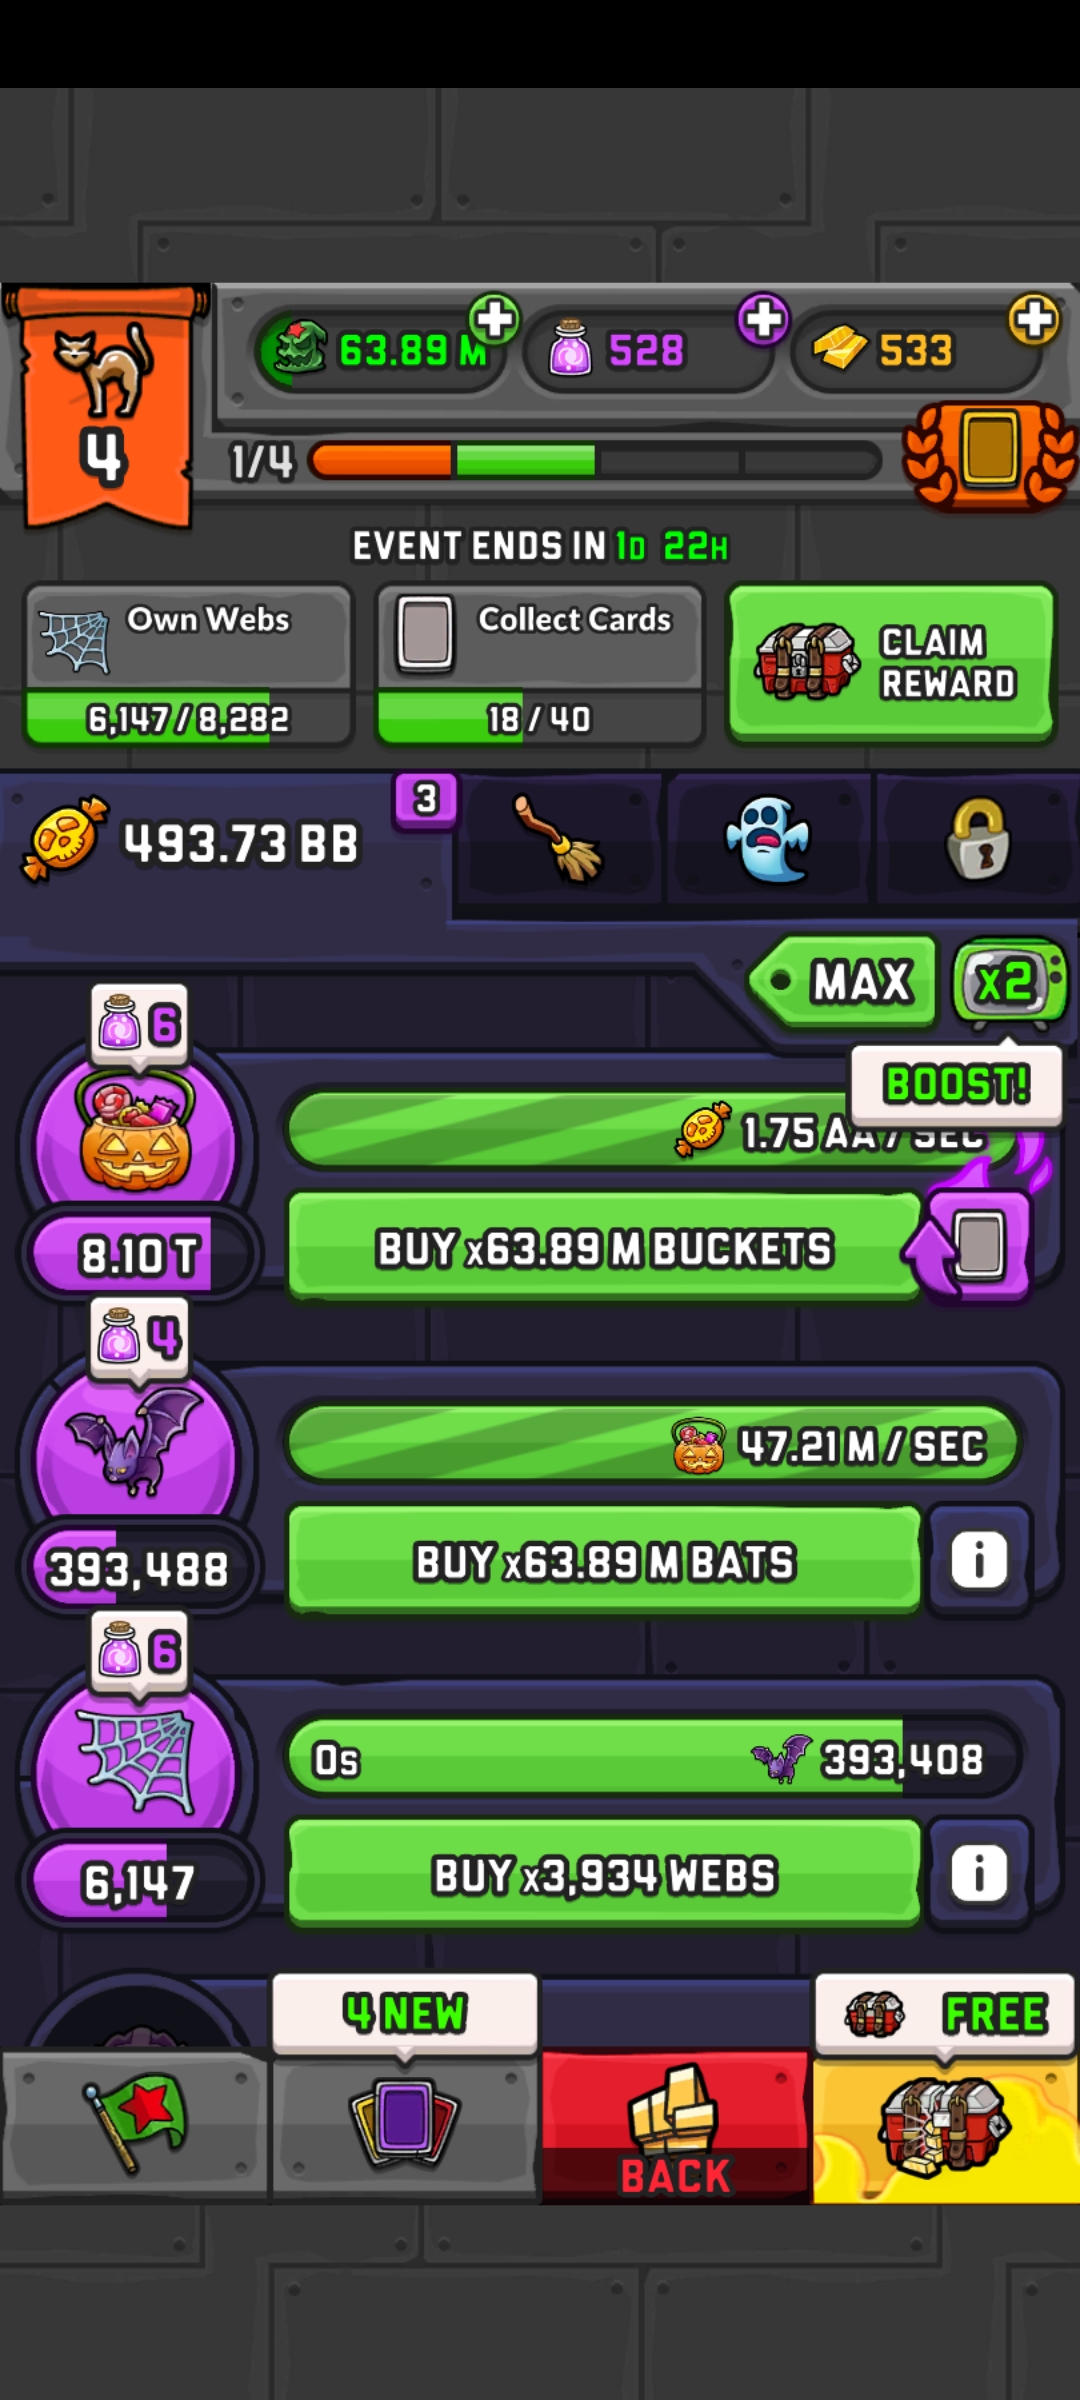 63.89 M
528
533
4
1/4
EVENT ENDS IN 1D 22H
Own Webs
6,147/8,282
Collect Cards
18/40
CLAIM
REWARD
493.73 BB
3
MAX
x2
BOOST!
6
1.75 AA / SEC
8.10 T
BUY x63.89 M BUCKETS
4
47.21 M / SEC
393,488
BUY x63.89 M BATS
6
0s
393,408
6,147
BUY x3,934 WEBS
4 NEW
FREE
BACK